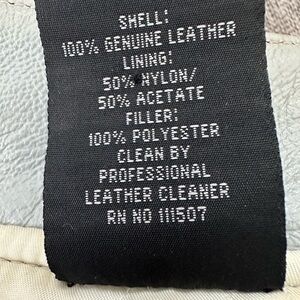 SHELL:
100% GENUINE LEATHER
LINING:
50% NYLON/
50% ACETATE
FILLER:
100% POLYESTER
CLEAN BY
PROFESSIONAL
LEATHER CLEANER
RN NO 111507